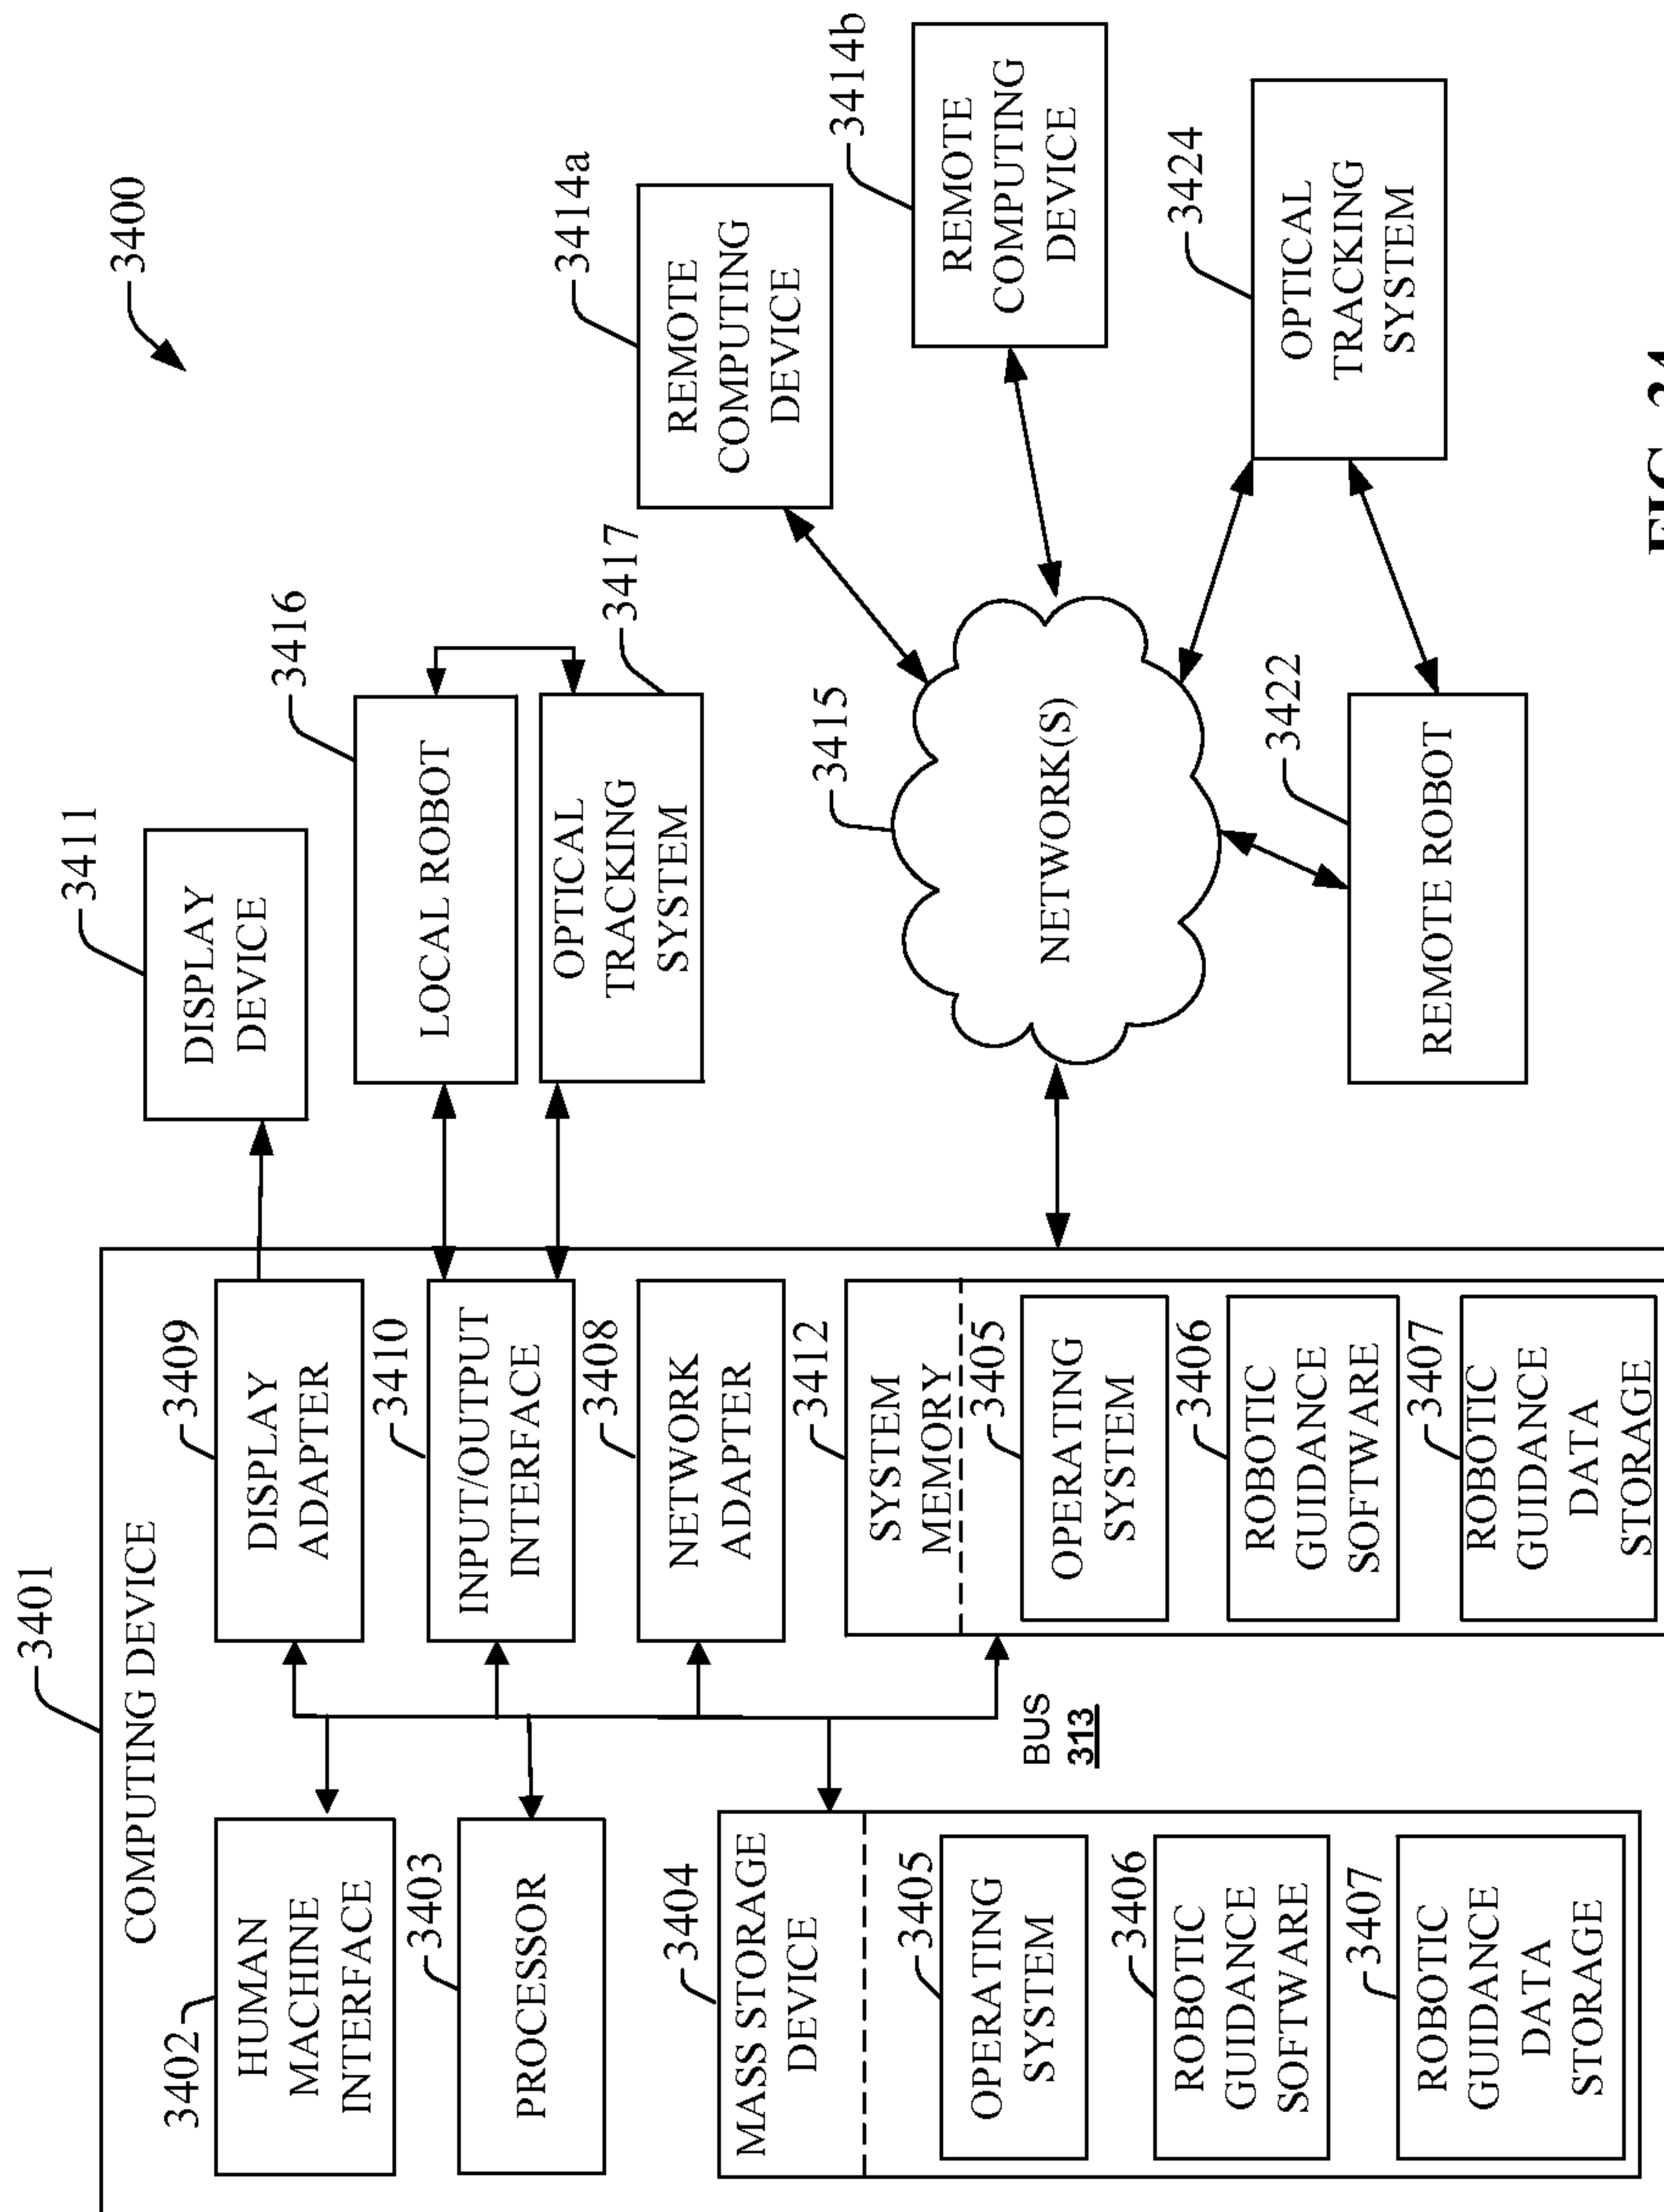 3400
3401
COMPUTING DEVICE
3402
HUMAN
MACHINE
INTERFACE
3403
PROCESSOR
3404
MASS STORAGE
DEVICE
3405
OPERATING
SYSTEM
3406
ROBOTIC
GUIDANCE
SOFTWARE
3407
ROBOTIC
GUIDANCE
DATA
STORAGE
BUS
313
3409
DISPLAY
ADAPTER
3410
INPUT/OUTPUT
INTERFACE
3408
NETWORK
ADAPTER
3412
SYSTEM
MEMORY
3405
OPERATING
SYSTEM
3406
ROBOTIC
GUIDANCE
SOFTWARE
3407
ROBOTIC
GUIDANCE
DATA
STORAGE
3411
DISPLAY
DEVICE
3416
LOCAL ROBOT
3417
OPTICAL
TRACKING
SYSTEM
3415
NETWORK(S)
3414a
REMOTE
COMPUTING
DEVICE
3414b
REMOTE
COMPUTING
DEVICE
3424
OPTICAL
TRACKING
SYSTEM
3422
REMOTE ROBOT
FIG.